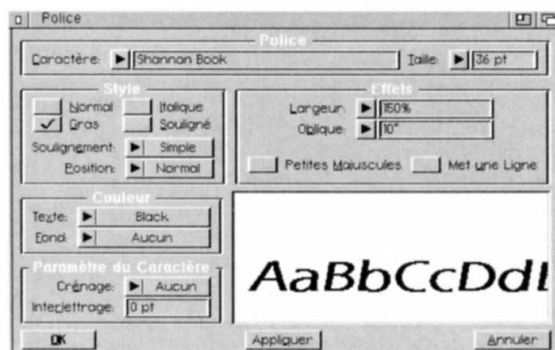 Police
Police
Caractère: Shannon Book Taille: 36 pt
Style
Normal Italique
Gras Souligné
Soulignement: Simple
Position: Normal
Effets
Largeur: 150%
Oblique: 10°
Petites Majuscules Met une Ligne
Couleur
Texte: Black
Fond: Aucun
Paramètre du Caractère
Crénage: Aucun
Interlettrage: 0 pt
AaBbCcDdE
OK Appliquer Annuler